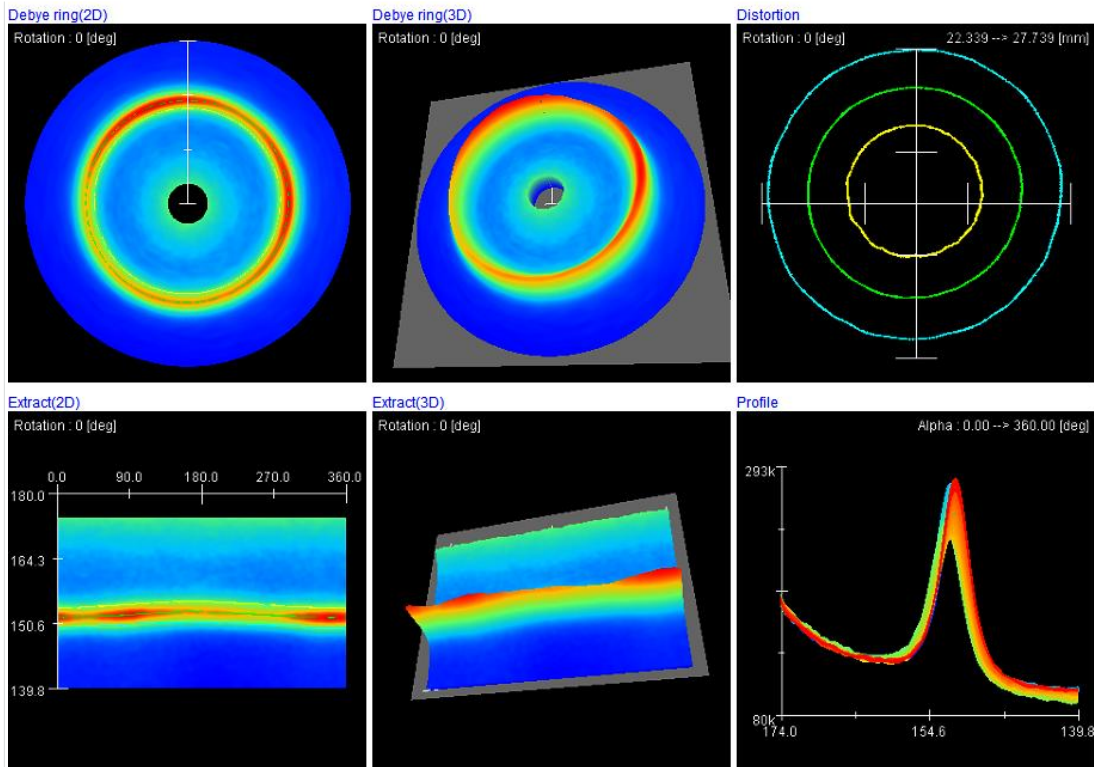 Debye ring(2D)
Rotation : 0 [deg]
Debye ring(3D)
Rotation : 0 [deg]
Distortion
Rotation : 0 [deg]
22.339 --> 27.739 [mm]
Extract(2D)
Rotation : 0 [deg]
0.0 90.0 180.0 270.0 360.0
180.0
164.3
150.6
139.8
Extract(3D)
Rotation : 0 [deg]
Profile
Alpha : 0.00 --> 360.00 [deg]
293k
80k
174.0 154.6 139.8